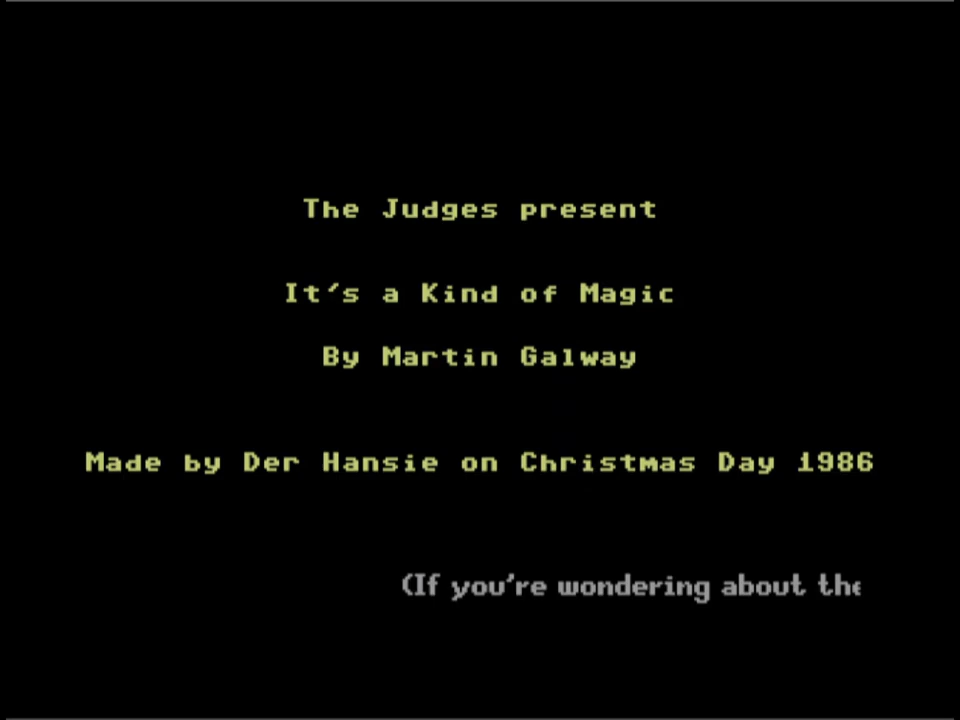 The Judges present
It's a Kind of Magic
By Martin Galway
Made by Der Hansie on Christmas Day 1986
(If you're wondering about the